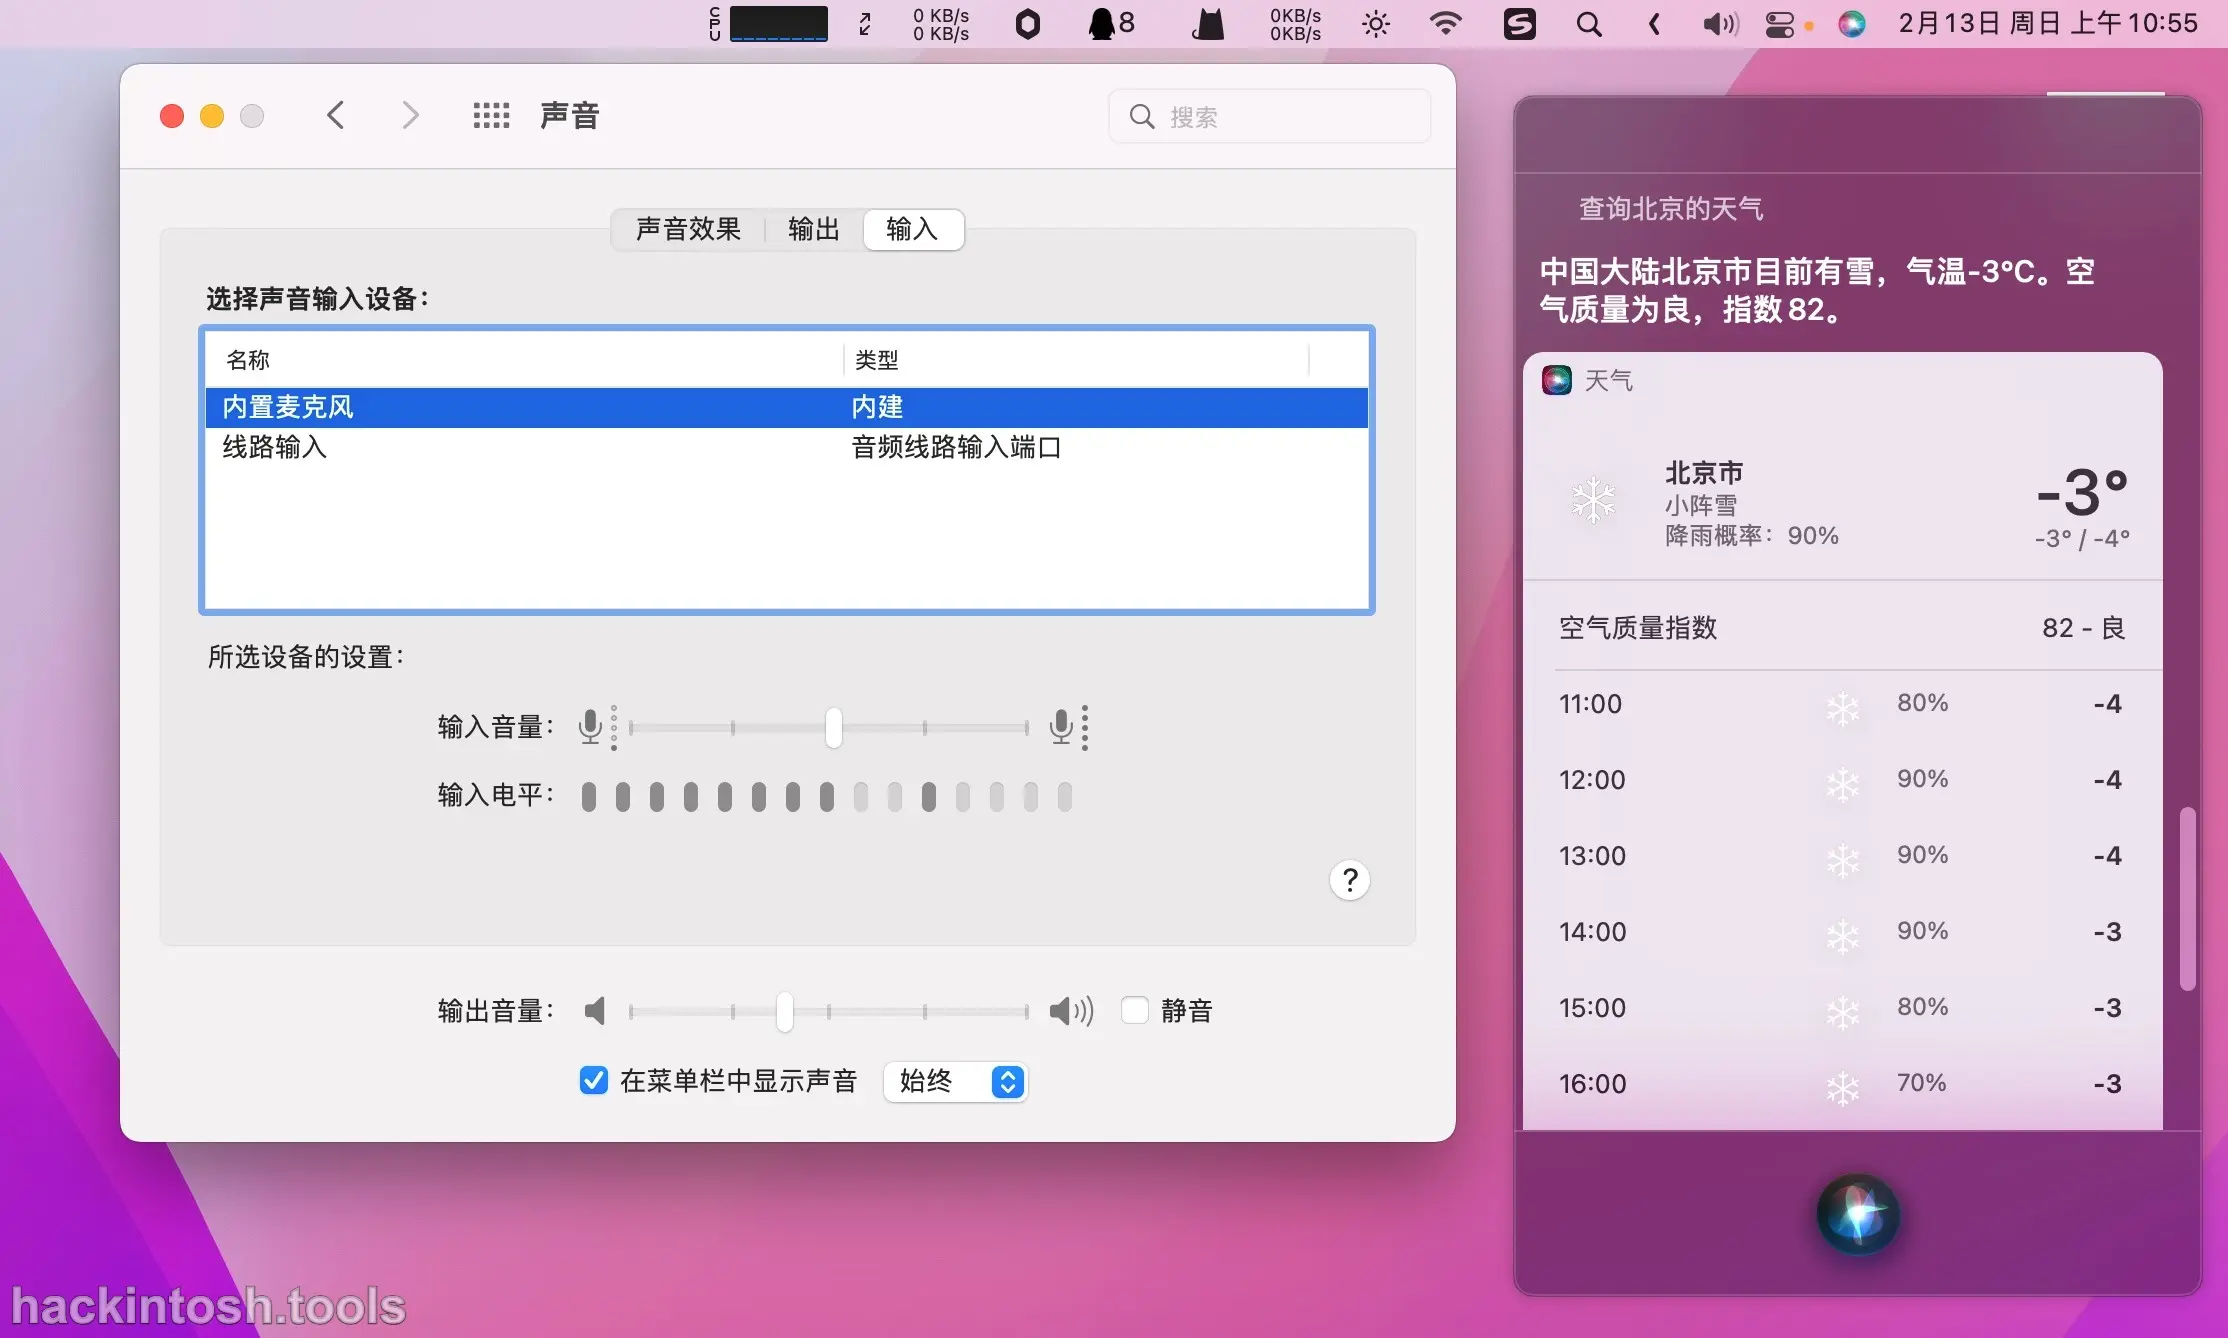 CPU
0 KB/s
0 KB/s
8
0KB/s
0KB/s
2月13日 周日 上午10:55
声音
搜索
声音效果 输出 输入
选择声音输入设备：
名称 类型
内置麦克风 内建
线路输入 音频线路输入端口
所选设备的设置：
输入音量：
输入电平：
?
输出音量： 静音
在菜单栏中显示声音 始终
查询北京的天气
中国大陆北京市目前有雪，气温-3°C。空
气质量为良，指数82。
天气
北京市
小阵雪
降雨概率：90%
-3°
-3° / -4°
空气质量指数 82 - 良
11:00 80% -4
12:00 90% -4
13:00 90% -4
14:00 90% -3
15:00 80% -3
16:00 70% -3
hackintosh.tools